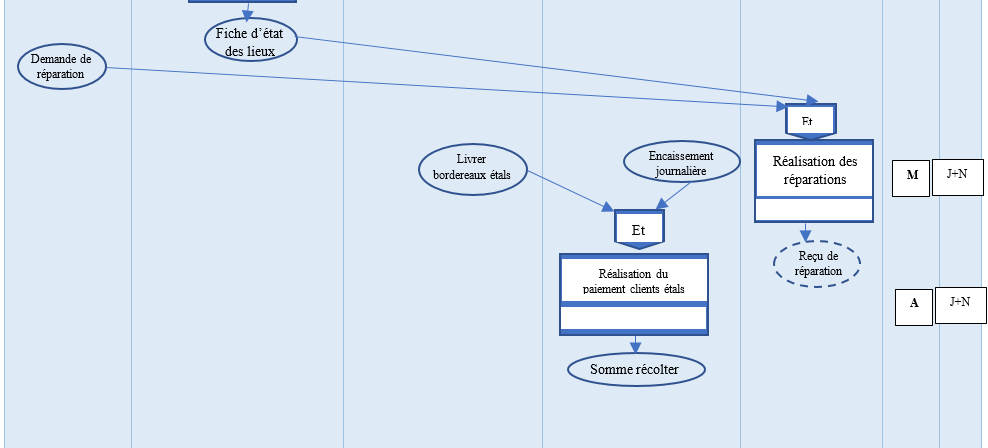 Fiche d’état
des lieux
Demande de
réparation
Et
Livrer
bordereaux étals
Encaissement
journalière
Réalisation des
réparations
M
J+N
Et
Reçu de
réparation
Réalisation du
paiement clients étals
A
J+N
Somme récolter